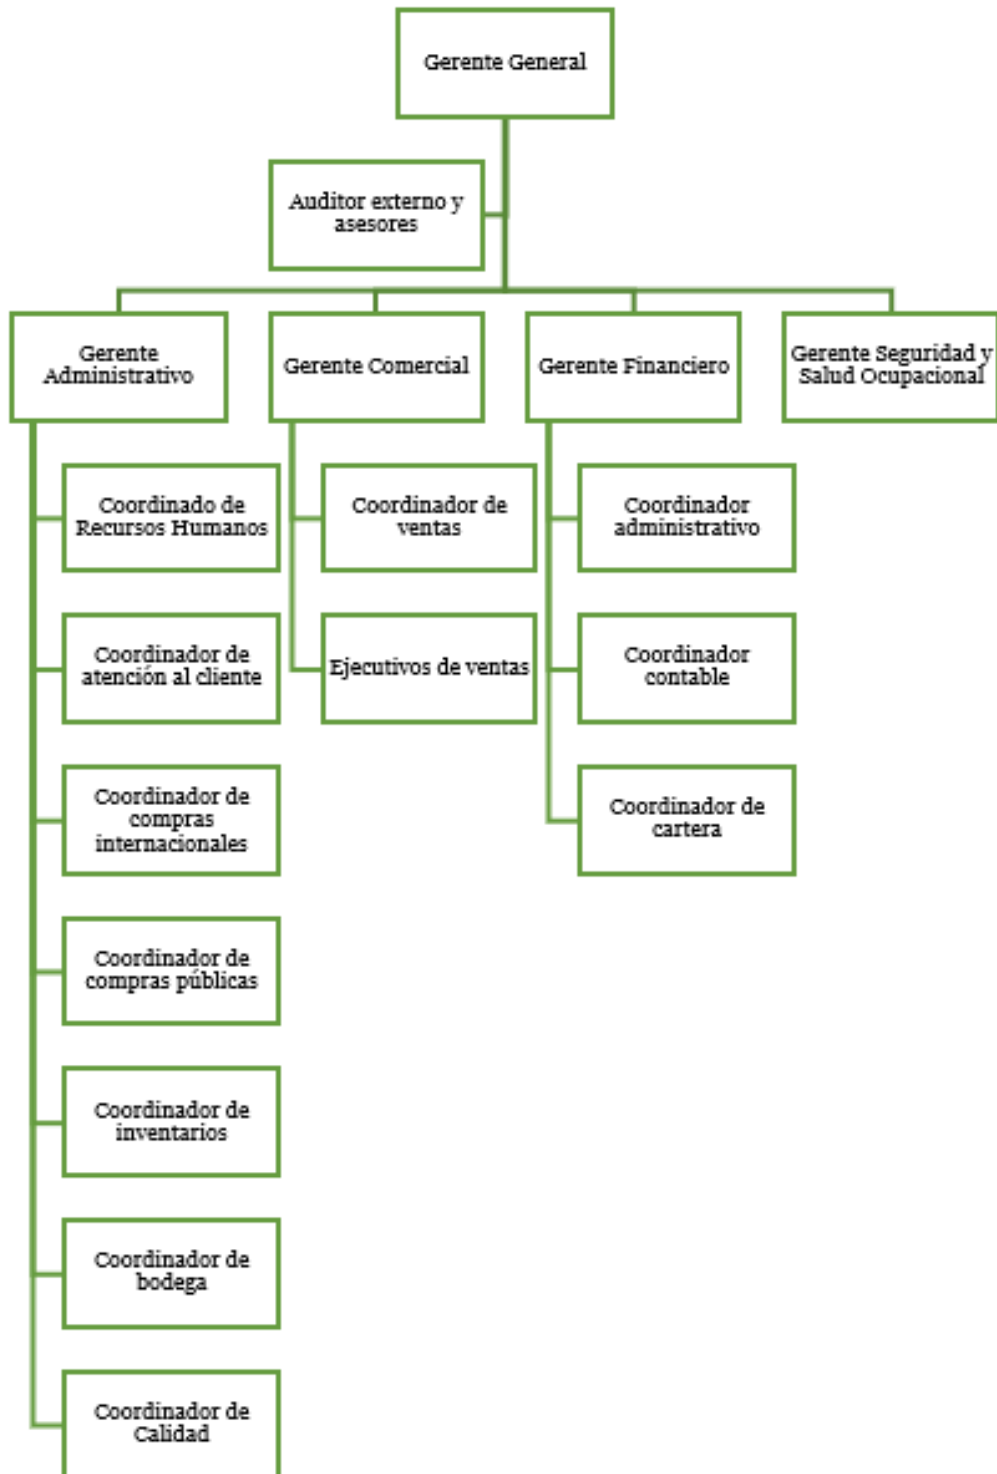 Gerente General
Auditor externo y
asesores
Gerente
Administrativo
Gerente Comercial
Gerente Financiero
Gerente Seguridad y
Salud Ocupacional
Coordinado de
Recursos Humanos
Coordinador de
ventas
Coordinador
administrativo
Coordinador de
atención al cliente
Ejecutivos de ventas
Coordinador
contable
Coordinador de
compras
internacionales
Coordinador de
cartera
Coordinador de
compras públicas
Coordinador de
inventarios
Coordinador de
bodega
Coordinador de
Calidad